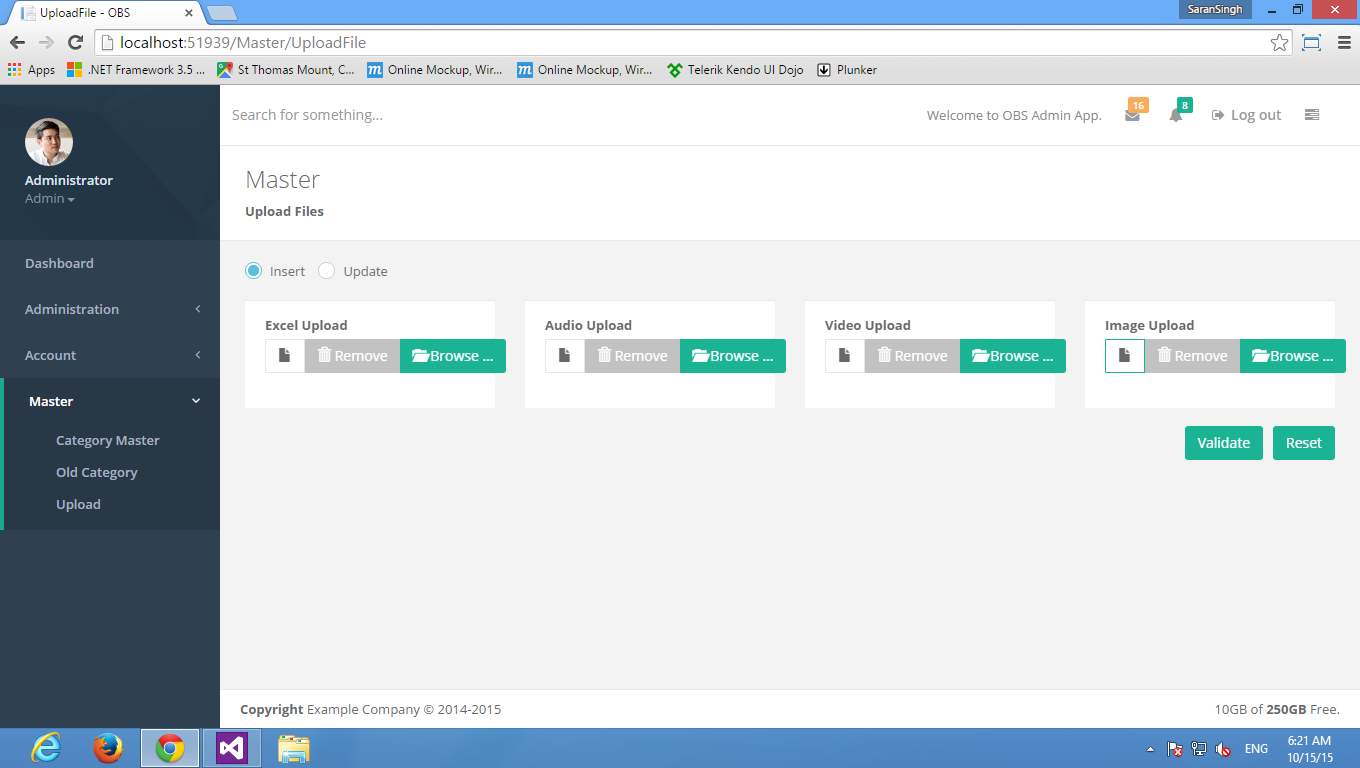 UploadFile - OBS
SaranSingh
localhost:51939/Master/UploadFile
Apps .NET Framework 3.5 ... St Thomas Mount, C... Online Mockup, Wir... Online Mockup, Wir... Telerik Kendo UI Dojo Plunker
Search for something...
Welcome to OBS Admin App. 16 8 Log out
Administrator
Admin
Dashboard
Administration
Account
Master
Category Master
Old Category
Upload
Master
Upload Files
Insert Update
Excel Upload
Remove Browse ...
Audio Upload
Remove Browse ...
Video Upload
Remove Browse ...
Image Upload
Remove Browse ...
Validate Reset
Copyright Example Company © 2014-2015
10GB of 250GB Free.
ENG
6:21 AM
10/15/15